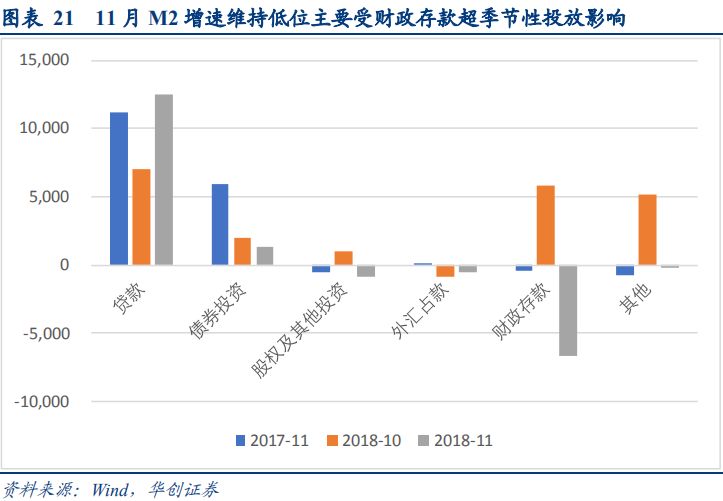 图表 21 11 月 M2 增速维持低位主要受财政存款超季节性投放影响
15,000
10,000
5,000
0
-5,000
-10,000
贷款
债券投资
股权及其他投资
外汇占款
财政存款
其他
2017-11 2018-10 2018-11
资料来源：Wind，华创证券